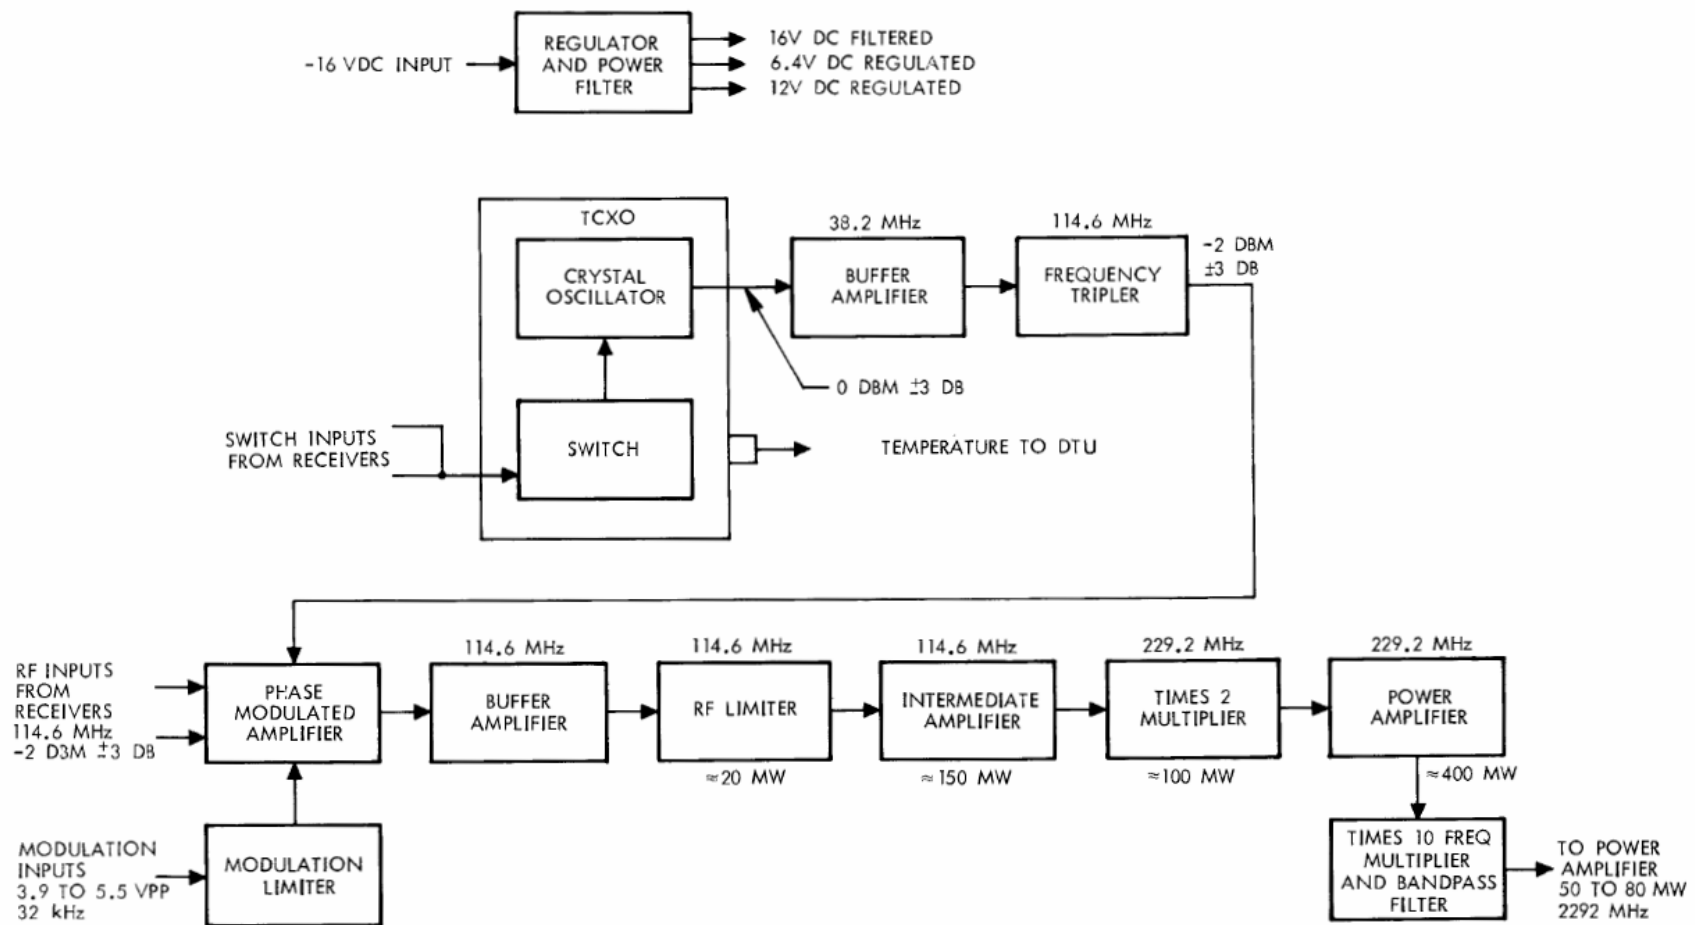 REGULATOR
AND POWER
FILTER
-16 VDC INPUT
16V DC FILTERED
6.4V DC REGULATED
12V DC REGULATED
TCXO
CRYSTAL
OSCILLATOR
SWITCH
38.2 MHz
BUFFER
AMPLIFIER
114.6 MHz
FREQUENCY
TRIPLER
-2 DBM
±3 DB
0 DBM ±3 DB
SWITCH INPUTS
FROM RECEIVERS
TEMPERATURE TO DTU
RF INPUTS
FROM
RECEIVERS
114.6 MHz
-2 D3M ±3 DB
PHASE
MODULATED
AMPLIFIER
114.6 MHz
BUFFER
AMPLIFIER
114.6 MHz
RF LIMITER
≈20 MW
114.6 MHz
INTERMEDIATE
AMPLIFIER
≈150 MW
229.2 MHz
TIMES 2
MULTIPLIER
≈100 MW
229.2 MHz
POWER
AMPLIFIER
≈400 MW
MODULATION
INPUTS
3.9 TO 5.5 VPP
32 kHz
MODULATION
LIMITER
TIMES 10 FREQ
MULTIPLIER
AND BANDPASS
FILTER
TO POWER
AMPLIFIER
50 TO 80 MW
2292 MHz